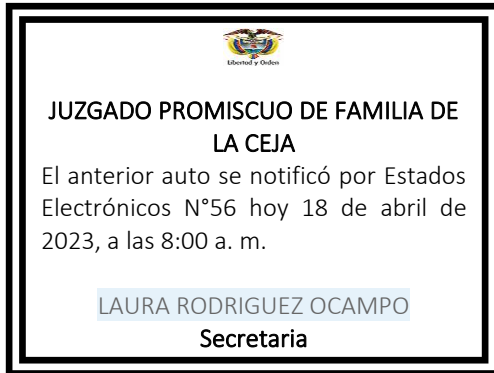 Libertad y Orden
JUZGADO PROMISCUO DE FAMILIA DE
LA CEJA
El anterior auto se notificó por Estados
Electrónicos N°56 hoy 18 de abril de
2023, a las 8:00 a. m.
LAURA RODRIGUEZ OCAMPO
Secretaria